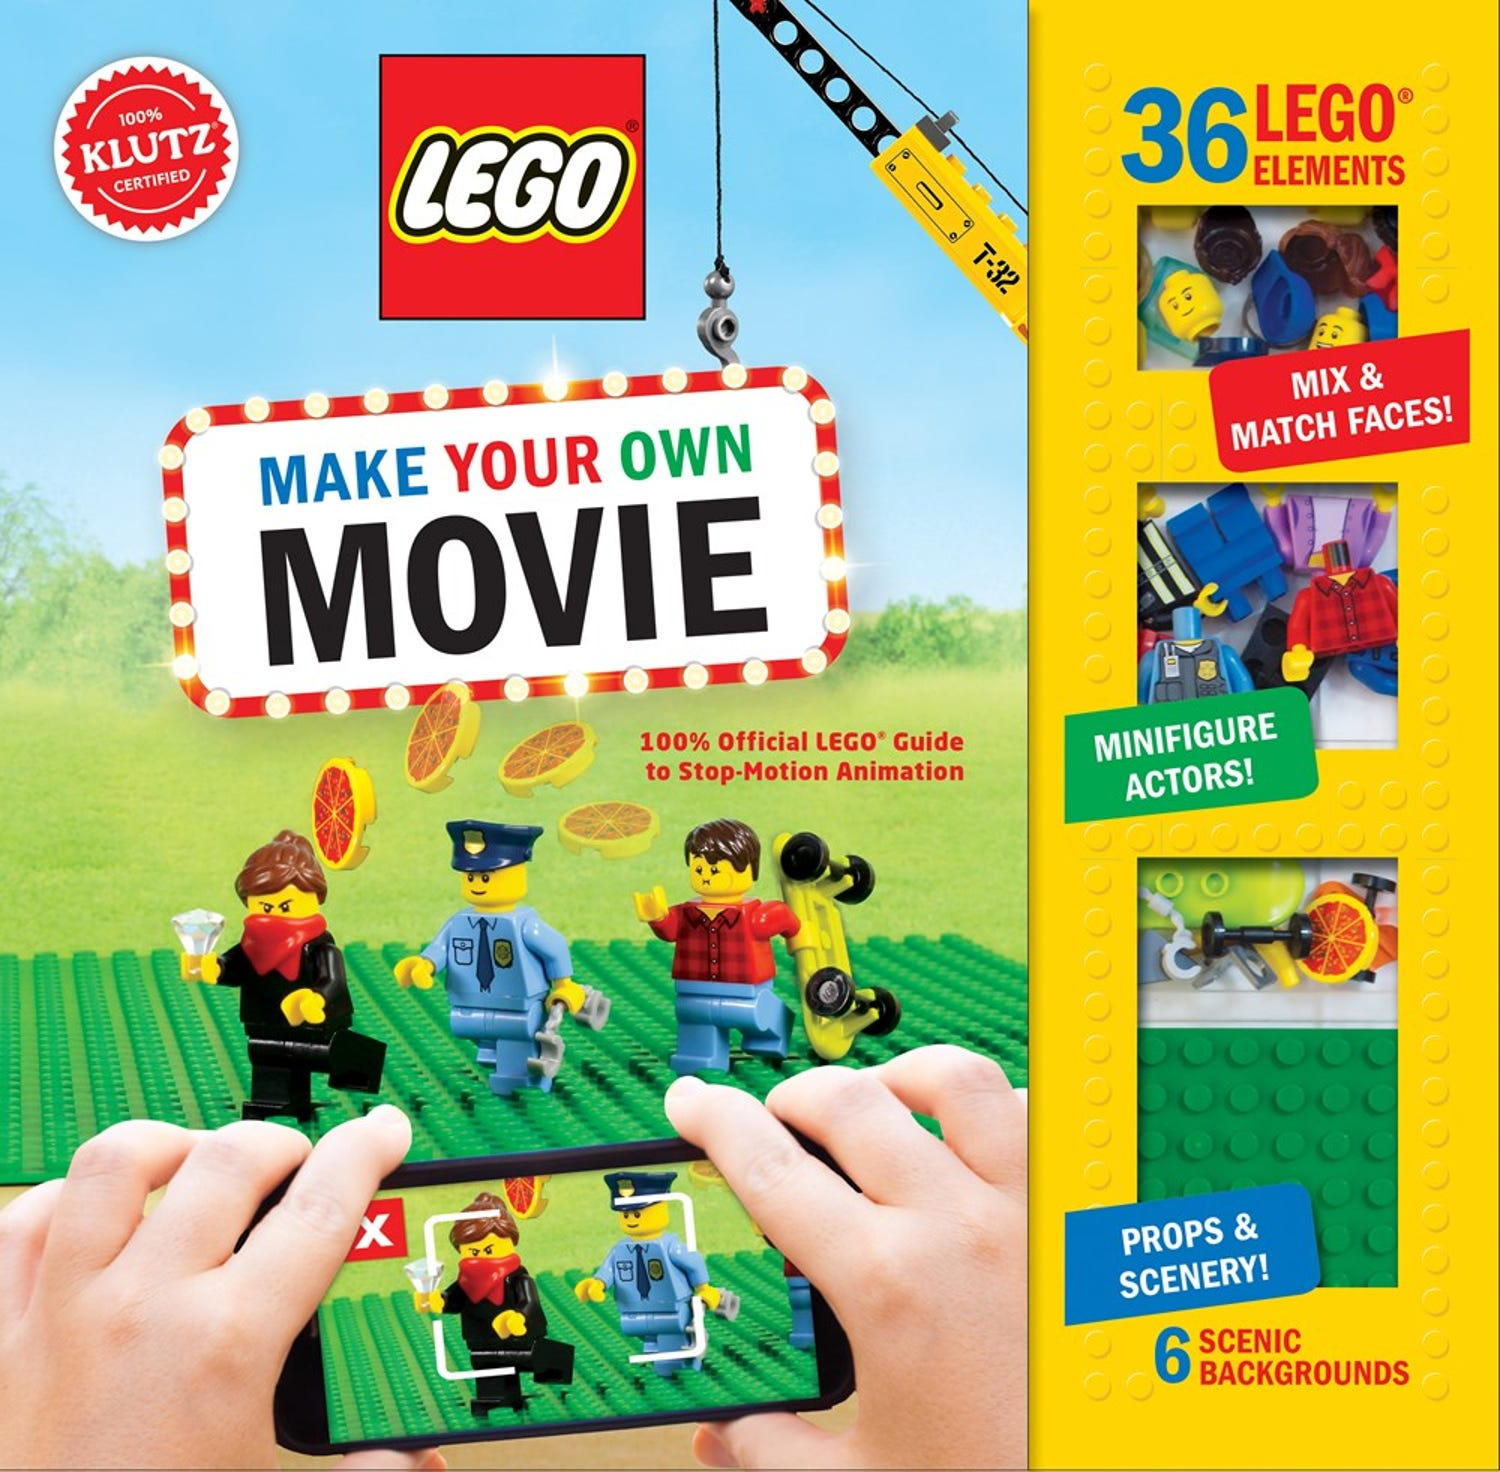 100%
KLUTZ®
CERTIFIED
LEGO®
T-32
MAKE YOUR OWN
MOVIE
100% Official LEGO® Guide
to Stop-Motion Animation
X
36 LEGO®
ELEMENTS
MIX &
MATCH FACES!
MINIFIGURE
ACTORS!
PROPS &
SCENERY!
6 SCENIC
BACKGROUNDS